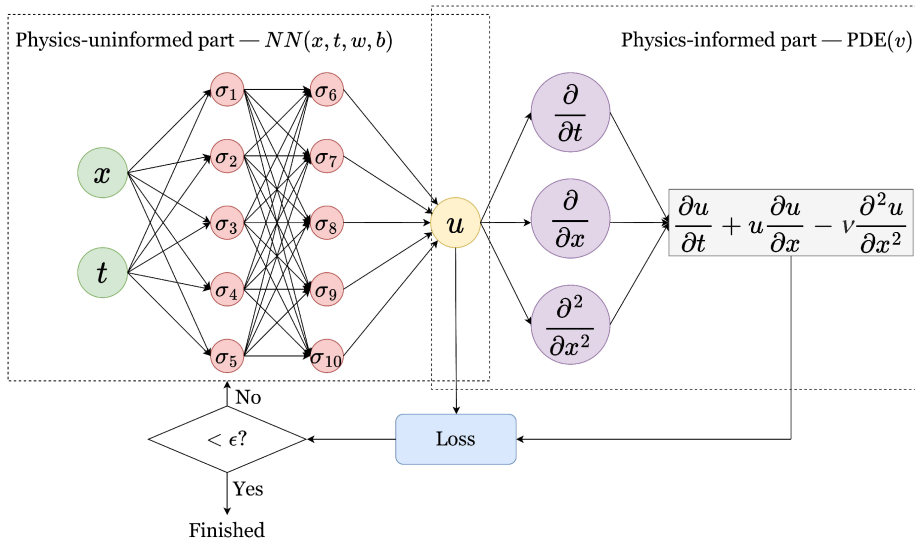 Physics-uninformed part — NN(x, t, w, b)
Physics-informed part — PDE(ν)
x
t
σ₁
σ₂
σ₃
σ₄
σ₅
σ₆
σ₇
σ₈
σ₉
σ₁₀
u
∂/∂t
∂/∂x
∂²/∂x²
∂u/∂t + u ∂u/∂x − ν ∂²u/∂x²
Loss
< ϵ?
No
Yes
Finished